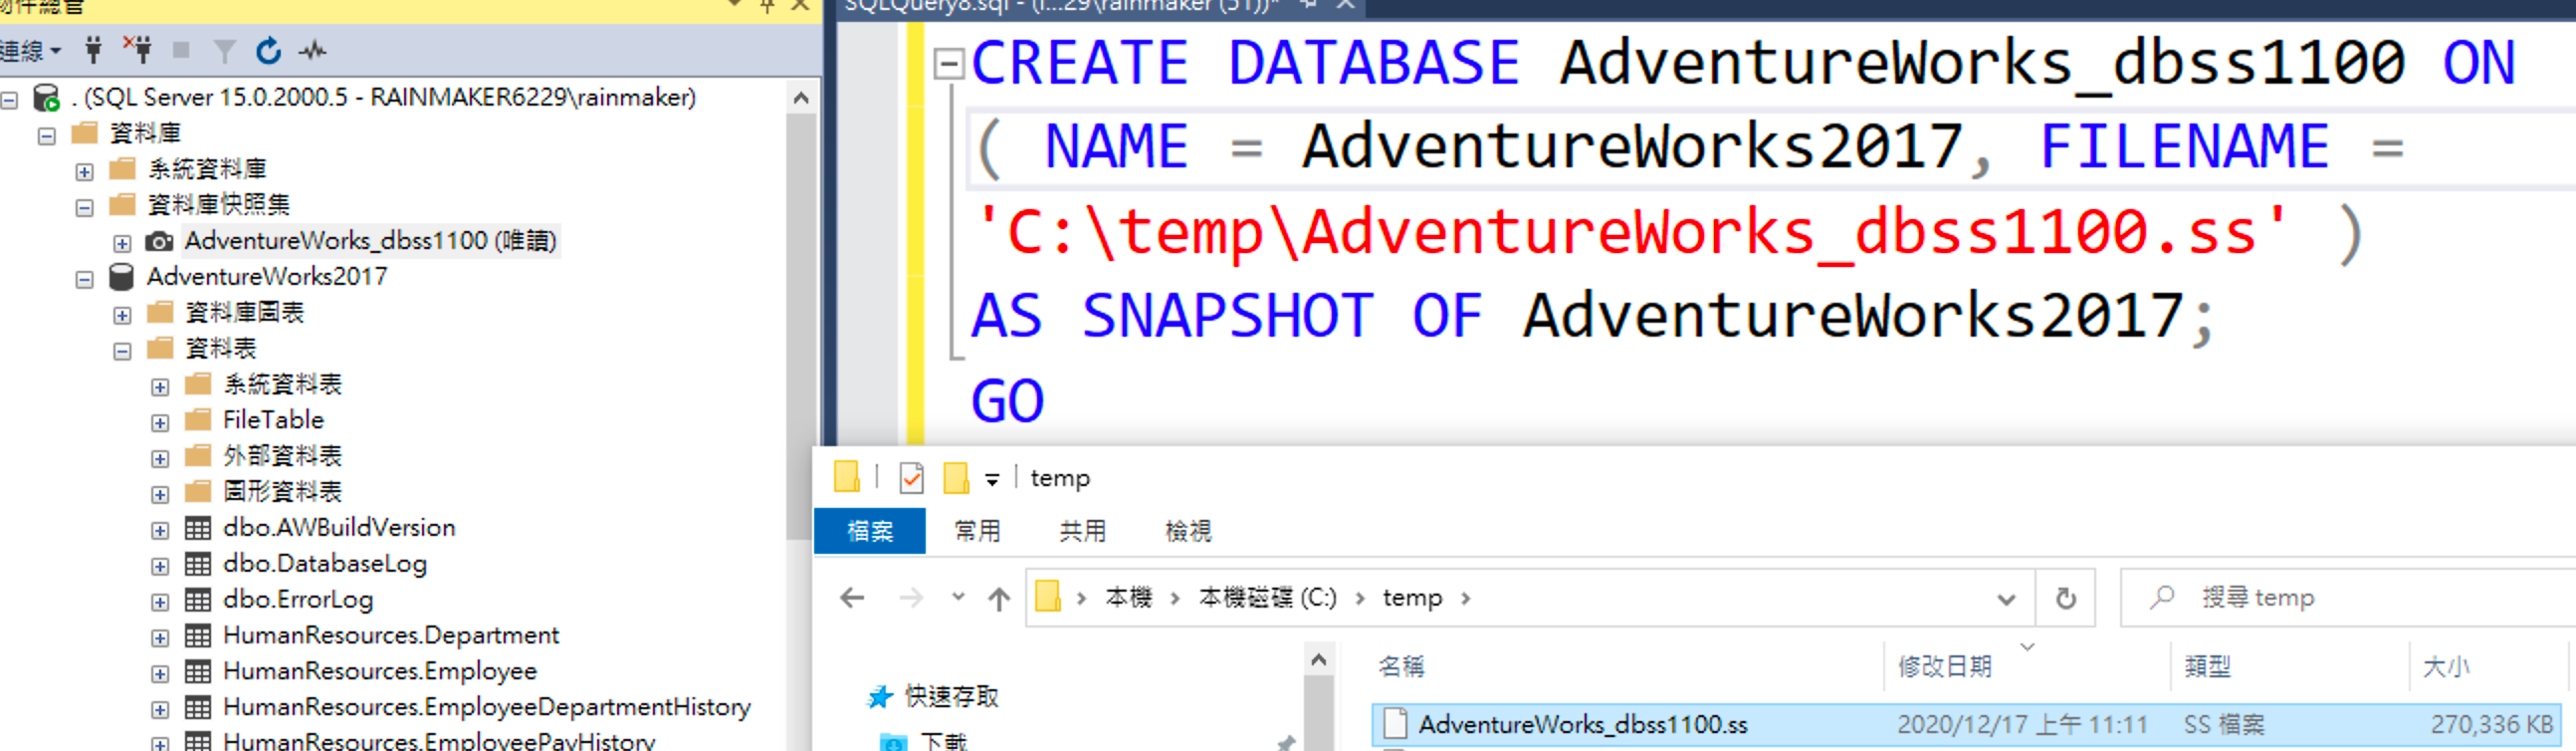 物件總管
SQLQuery8.sql - (l...29\rainmaker (51))*
連線
. (SQL Server 15.0.2000.5 - RAINMAKER6229\rainmaker)
資料庫
系統資料庫
資料庫快照集
AdventureWorks_dbss1100 (唯讀)
AdventureWorks2017
資料庫圖表
資料表
系統資料表
FileTable
外部資料表
圖形資料表
dbo.AWBuildVersion
dbo.DatabaseLog
dbo.ErrorLog
HumanResources.Department
HumanResources.Employee
HumanResources.EmployeeDepartmentHistory
HumanResources.EmployeePayHistory
CREATE DATABASE AdventureWorks_dbss1100 ON
( NAME = AdventureWorks2017, FILENAME =
'C:\temp\AdventureWorks_dbss1100.ss' )
AS SNAPSHOT OF AdventureWorks2017;
GO
temp
檔案 常用 共用 檢視
本機 › 本機磁碟 (C:) › temp ›
搜尋 temp
快速存取
下載
名稱 修改日期 類型 大小
AdventureWorks_dbss1100.ss 2020/12/17 上午 11:11 SS 檔案 270,336 KB